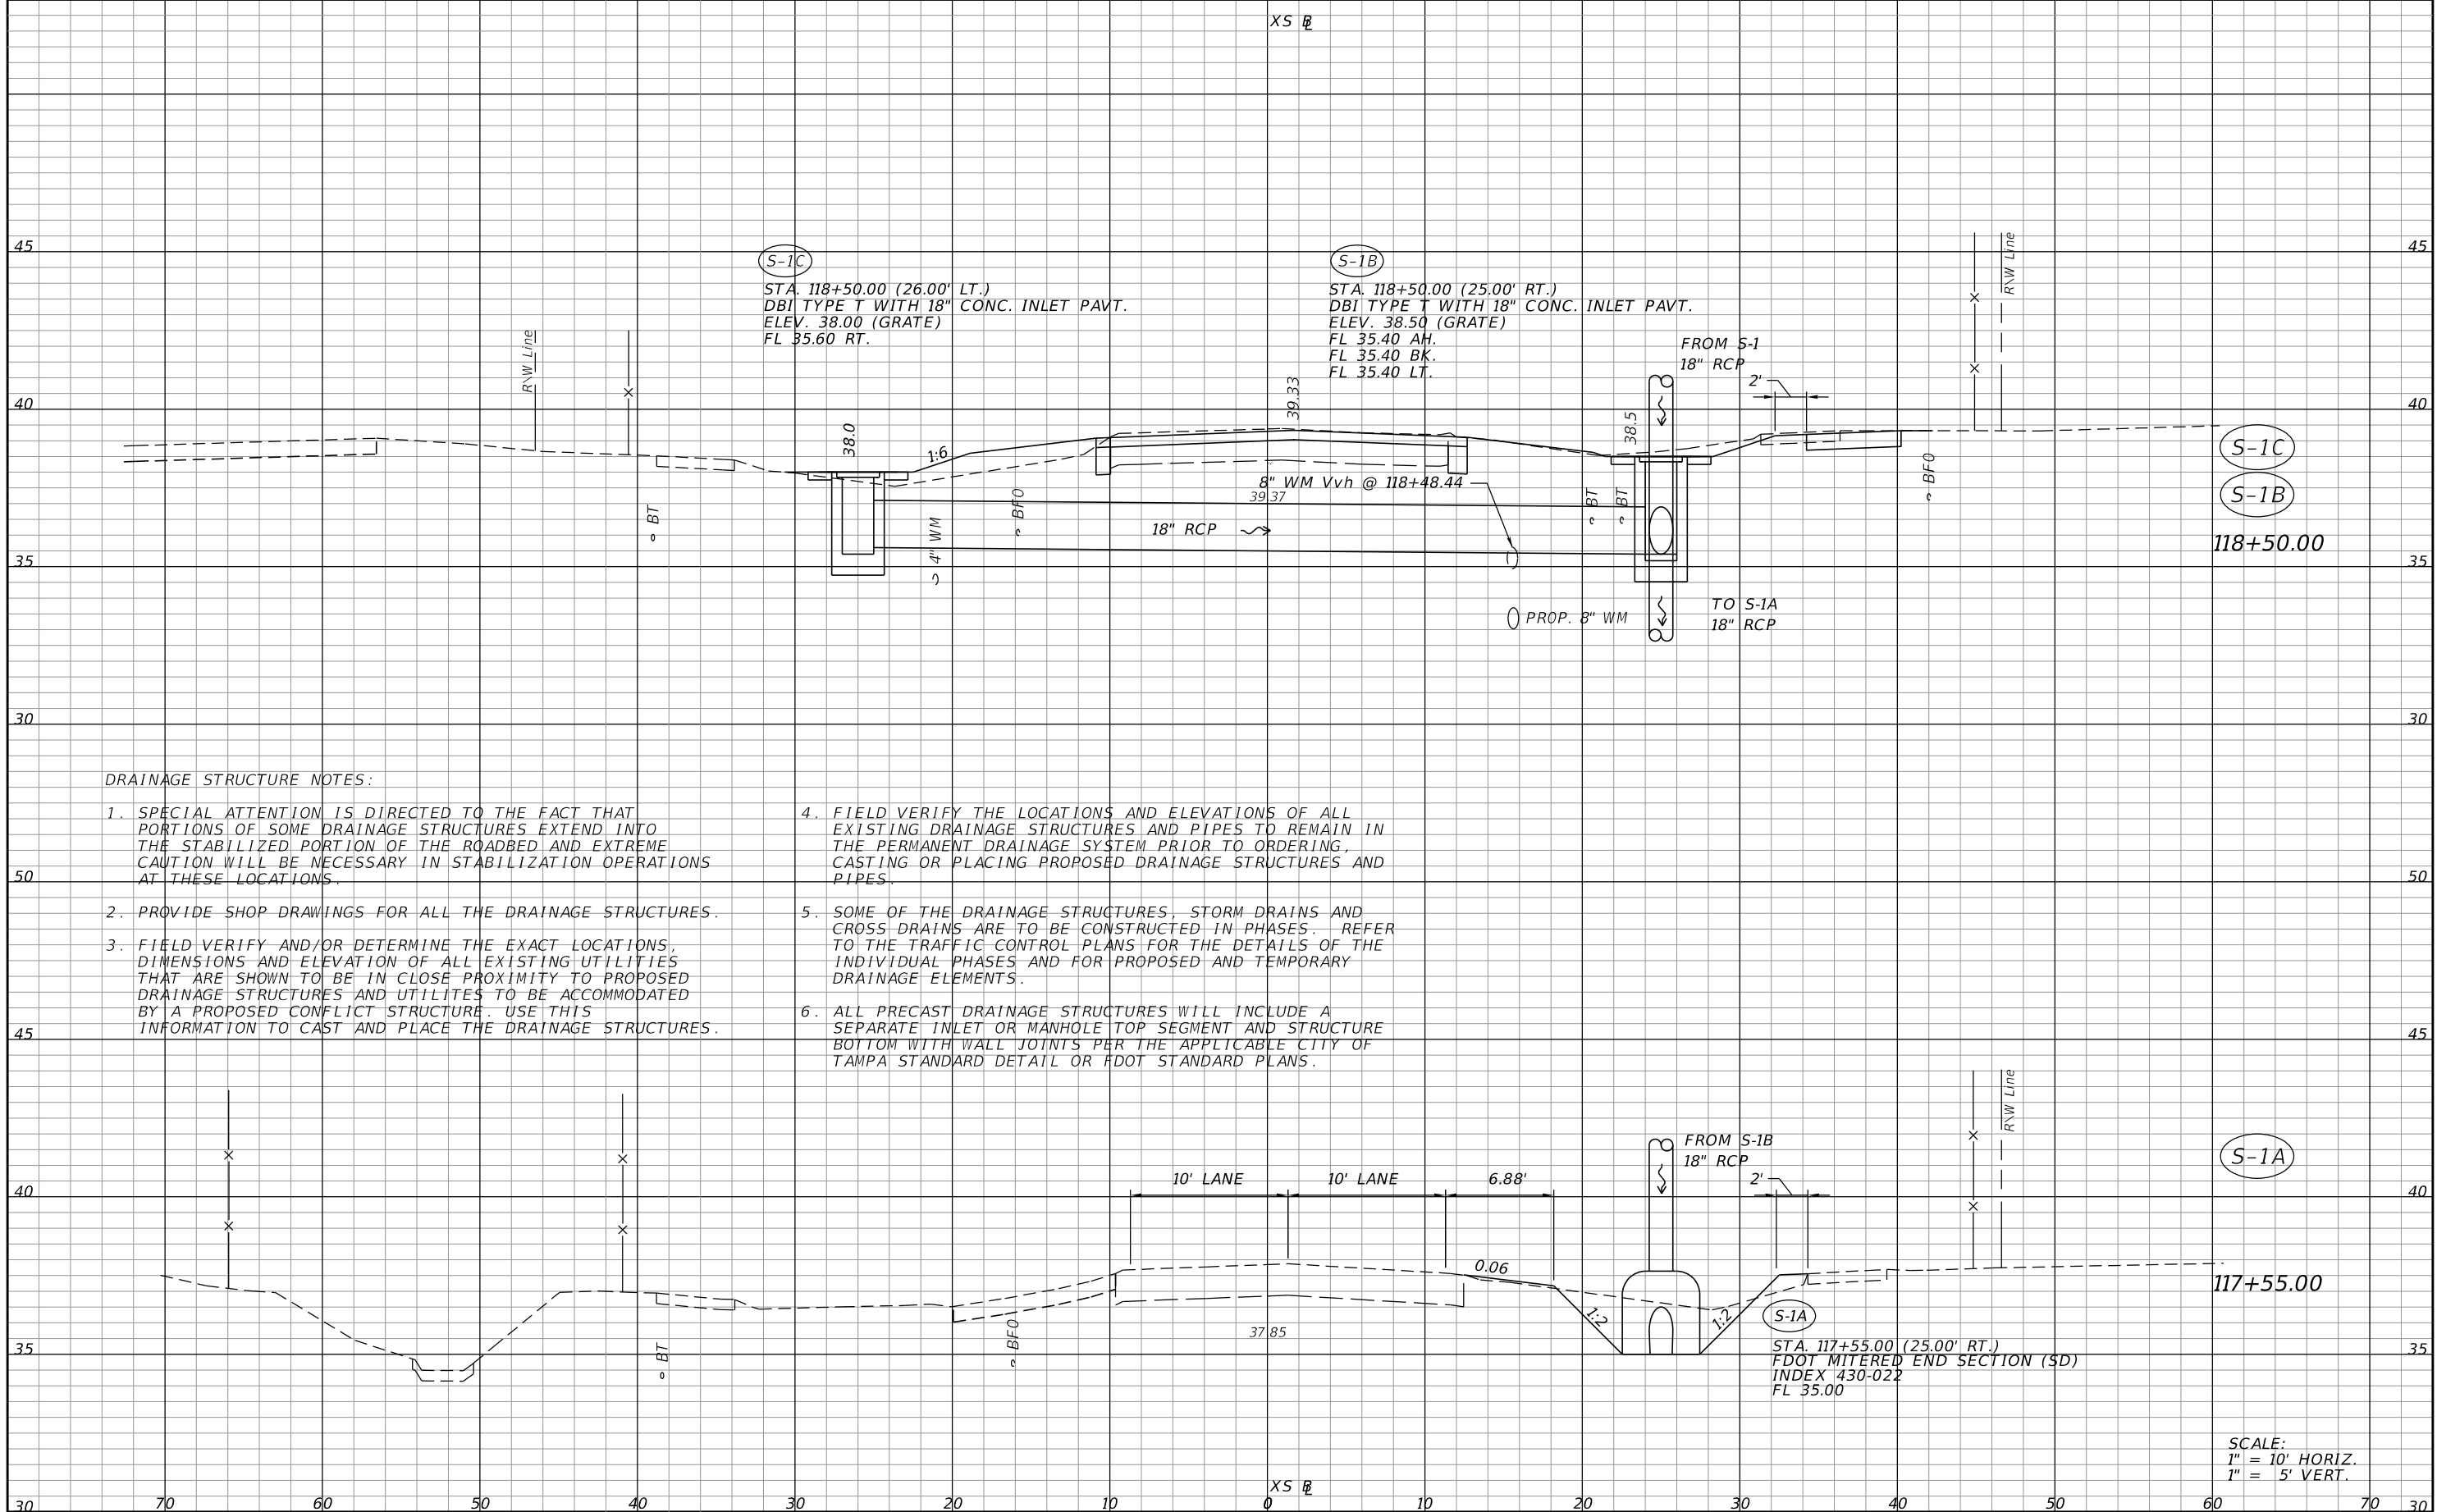 XS BL
45
45
S-1C
STA. 118+50.00 (26.00' LT.)
DBI TYPE T WITH 18" CONC. INLET PAVT.
ELEV. 38.00 (GRATE)
FL 35.60 RT.
S-1B
STA. 118+50.00 (25.00' RT.)
DBI TYPE T WITH 18" CONC. INLET PAVT.
ELEV. 38.50 (GRATE)
FL 35.40 AH.
FL 35.40 BK.
FL 35.40 LT.
R\W Line
R\W Line
FROM S-1
18" RCP
2'
40
40
39.33
38.0
38.5
1:6
S-1C
S-1B
118+50.00
8" WM Vvh @ 118+48.44
39.37
18" RCP
BT
4" WM
BFO
BT
BT
BFO
35
35
PROP. 8" WM
TO S-1A
18" RCP
30
30
DRAINAGE STRUCTURE NOTES:
1. SPECIAL ATTENTION IS DIRECTED TO THE FACT THAT
PORTIONS OF SOME DRAINAGE STRUCTURES EXTEND INTO
THE STABILIZED PORTION OF THE ROADBED AND EXTREME
CAUTION WILL BE NECESSARY IN STABILIZATION OPERATIONS
AT THESE LOCATIONS.
2. PROVIDE SHOP DRAWINGS FOR ALL THE DRAINAGE STRUCTURES.
3. FIELD VERIFY AND/OR DETERMINE THE EXACT LOCATIONS,
DIMENSIONS AND ELEVATION OF ALL EXISTING UTILITIES
THAT ARE SHOWN TO BE IN CLOSE PROXIMITY TO PROPOSED
DRAINAGE STRUCTURES AND UTILITES TO BE ACCOMMODATED
BY A PROPOSED CONFLICT STRUCTURE. USE THIS
INFORMATION TO CAST AND PLACE THE DRAINAGE STRUCTURES.
4. FIELD VERIFY THE LOCATIONS AND ELEVATIONS OF ALL
EXISTING DRAINAGE STRUCTURES AND PIPES TO REMAIN IN
THE PERMANENT DRAINAGE SYSTEM PRIOR TO ORDERING,
CASTING OR PLACING PROPOSED DRAINAGE STRUCTURES AND
PIPES.
5. SOME OF THE DRAINAGE STRUCTURES, STORM DRAINS AND
CROSS DRAINS ARE TO BE CONSTRUCTED IN PHASES. REFER
TO THE TRAFFIC CONTROL PLANS FOR THE DETAILS OF THE
INDIVIDUAL PHASES AND FOR PROPOSED AND TEMPORARY
DRAINAGE ELEMENTS.
6. ALL PRECAST DRAINAGE STRUCTURES WILL INCLUDE A
SEPARATE INLET OR MANHOLE TOP SEGMENT AND STRUCTURE
BOTTOM WITH WALL JOINTS PER THE APPLICABLE CITY OF
TAMPA STANDARD DETAIL OR FDOT STANDARD PLANS.
50
50
45
45
R\W Line
FROM S-1B
18" RCP
S-1A
10' LANE
10' LANE
6.88'
2'
40
40
0.06
117+55.00
1:2
1:2
S-1A
37.85
BT
BFO
35
35
STA. 117+55.00 (25.00' RT.)
FDOT MITERED END SECTION (SD)
INDEX 430-022
FL 35.00
SCALE:
1" = 10' HORIZ.
1" = 5' VERT.
XS BL
30
70
60
50
40
30
20
10
0
10
20
30
40
50
60
70
30